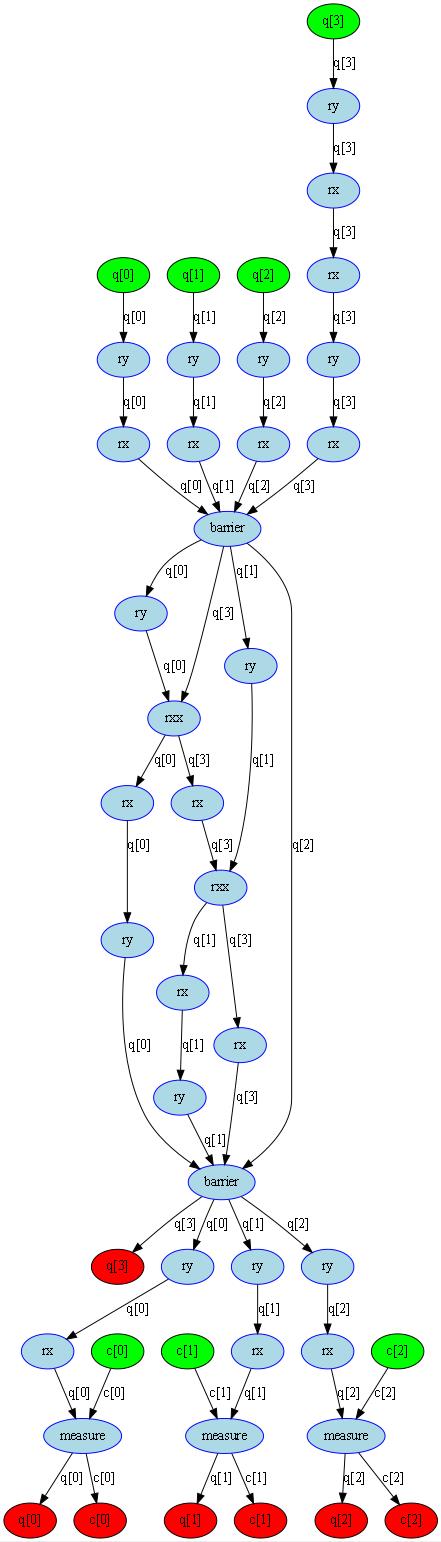 q[3]
q[3]
ry
q[3]
rx
q[3]
q[0] q[1] q[2] rx
q[0] q[1] q[2] q[3]
ry ry ry ry
q[0] q[1] q[2] q[3]
rx rx rx rx
q[0] q[1] q[2] q[3]
barrier
q[0] q[1]
ry q[3]
q[0] ry
rxx
q[0] q[3] q[1]
rx rx
q[0] q[3] q[2]
rxx
q[1] q[3]
ry
rx
q[0] q[1] rx
ry q[3]
q[1]
barrier
q[3] q[0] q[1] q[2]
q[3] ry ry ry
q[0] q[1] q[2]
rx c[0] c[1] rx rx c[2]
q[0] c[0] c[1] q[1] q[2] c[2]
measure measure measure
q[0] c[0] q[1] c[1] q[2] c[2]
q[0] c[0] q[1] c[1] q[2] c[2]